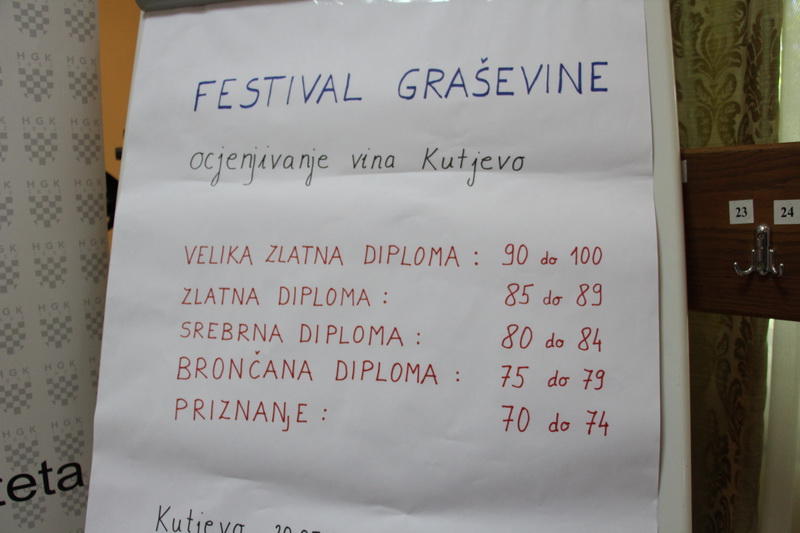 FESTIVAL GRAŠEVINE
ocjenjivanje vina Kutjevo
VELIKA ZLATNA DIPLOMA : 90 do 100
ZLATNA DIPLOMA : 85 do 89
SREBRNA DIPLOMA : 80 do 84
BRONČANA DIPLOMA : 75 do 79
PRIZNANjE : 70 do 74
Kutjevo
HGK
teta
23 24